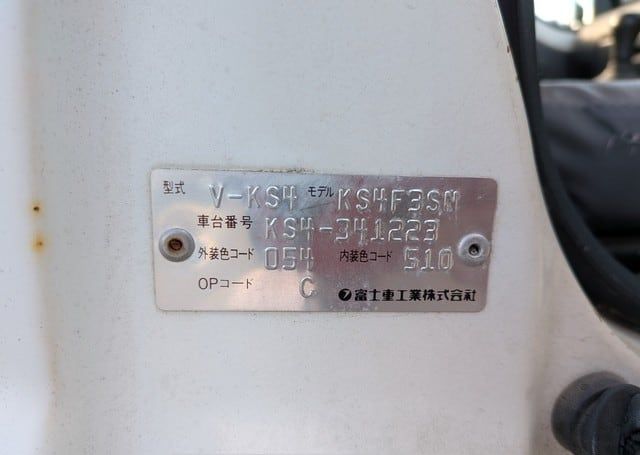 型式 V-KS4 モデル KS4F3SN
車台番号 KS4-341223
外装色コード 054 内装色コード 510
OPコード C 富士重工業株式会社